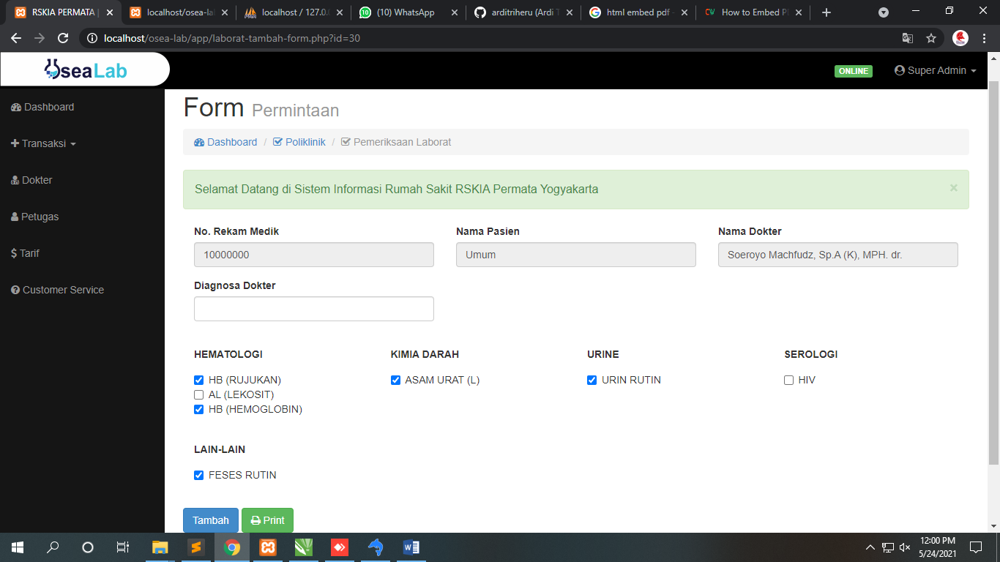 RSKIA PERMATA |
localhost/osea-la
localhost / 127.0.
(10) WhatsApp
arditriheru (Ardi T
html embed pdf -
How to Embed P
localhost/osea-lab/app/laborat-tambah-form.php?id=30
OseaLab
ONLINE
Super Admin
Dashboard
Transaksi
Dokter
Petugas
$ Tarif
Customer Service
Form Permintaan
Dashboard / Poliklinik / Pemeriksaan Laborat
Selamat Datang di Sistem Informasi Rumah Sakit RSKIA Permata Yogyakarta ×
No. Rekam Medik
Nama Pasien
Nama Dokter
10000000
Umum
Soeroyo Machfudz, Sp.A (K), MPH. dr.
Diagnosa Dokter
HEMATOLOGI
HB (RUJUKAN)
AL (LEKOSIT)
HB (HEMOGLOBIN)
KIMIA DARAH
ASAM URAT (L)
URINE
URIN RUTIN
SEROLOGI
HIV
LAIN-LAIN
FESES RUTIN
Tambah
Print
12:00 PM
5/24/2021